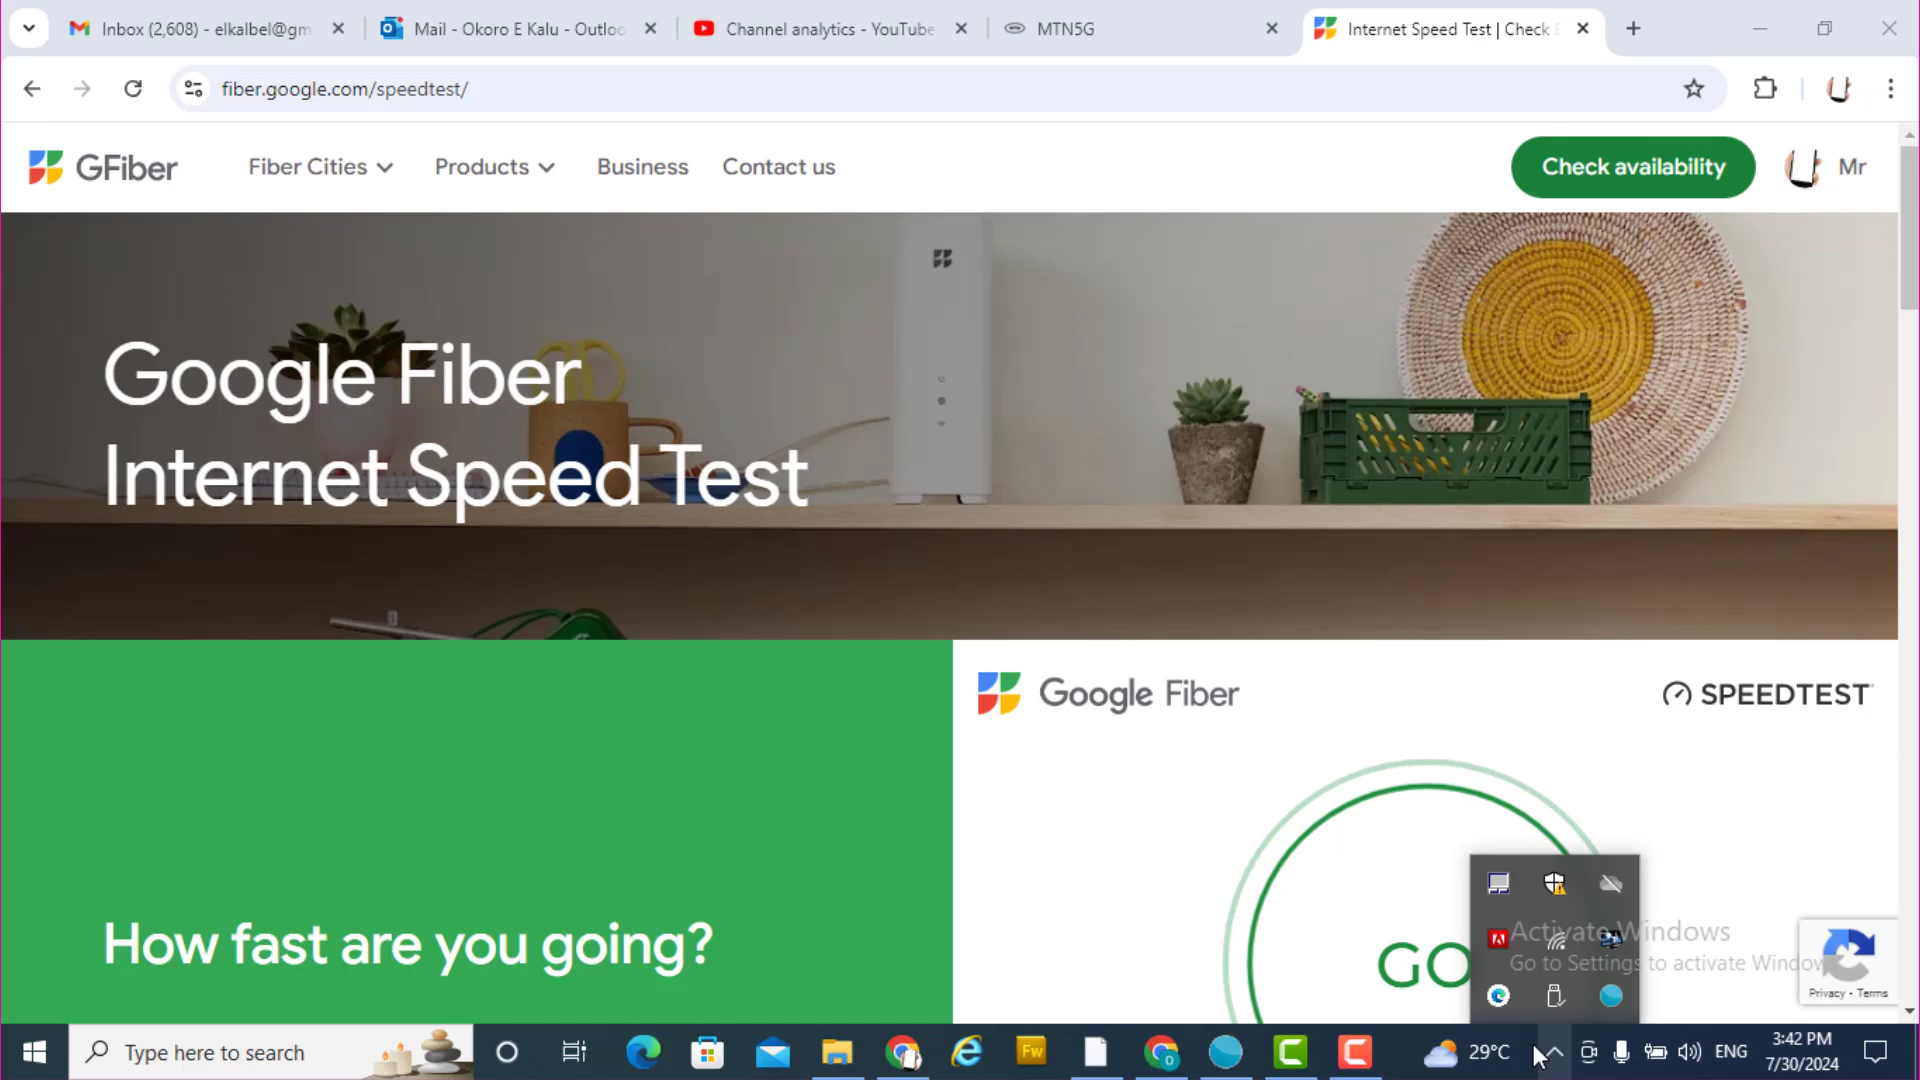 Inbox (2,608) - elkalbel@gm
Mail - Okoro E Kalu - Outloo
Channel analytics - YouTube
MTN5G
Internet Speed Test | Check
fiber.google.com/speedtest/
GFiber
Fiber Cities
Products
Business
Contact us
Check availability
Mr
Google Fiber
Internet Speed Test
Google Fiber
SPEEDTEST
How fast are you going?
GO
Activate Windows
Go to Settings to activate Windows
Privacy - Terms
Type here to search
Fw
29°C
ENG
3:42 PM
7/30/2024